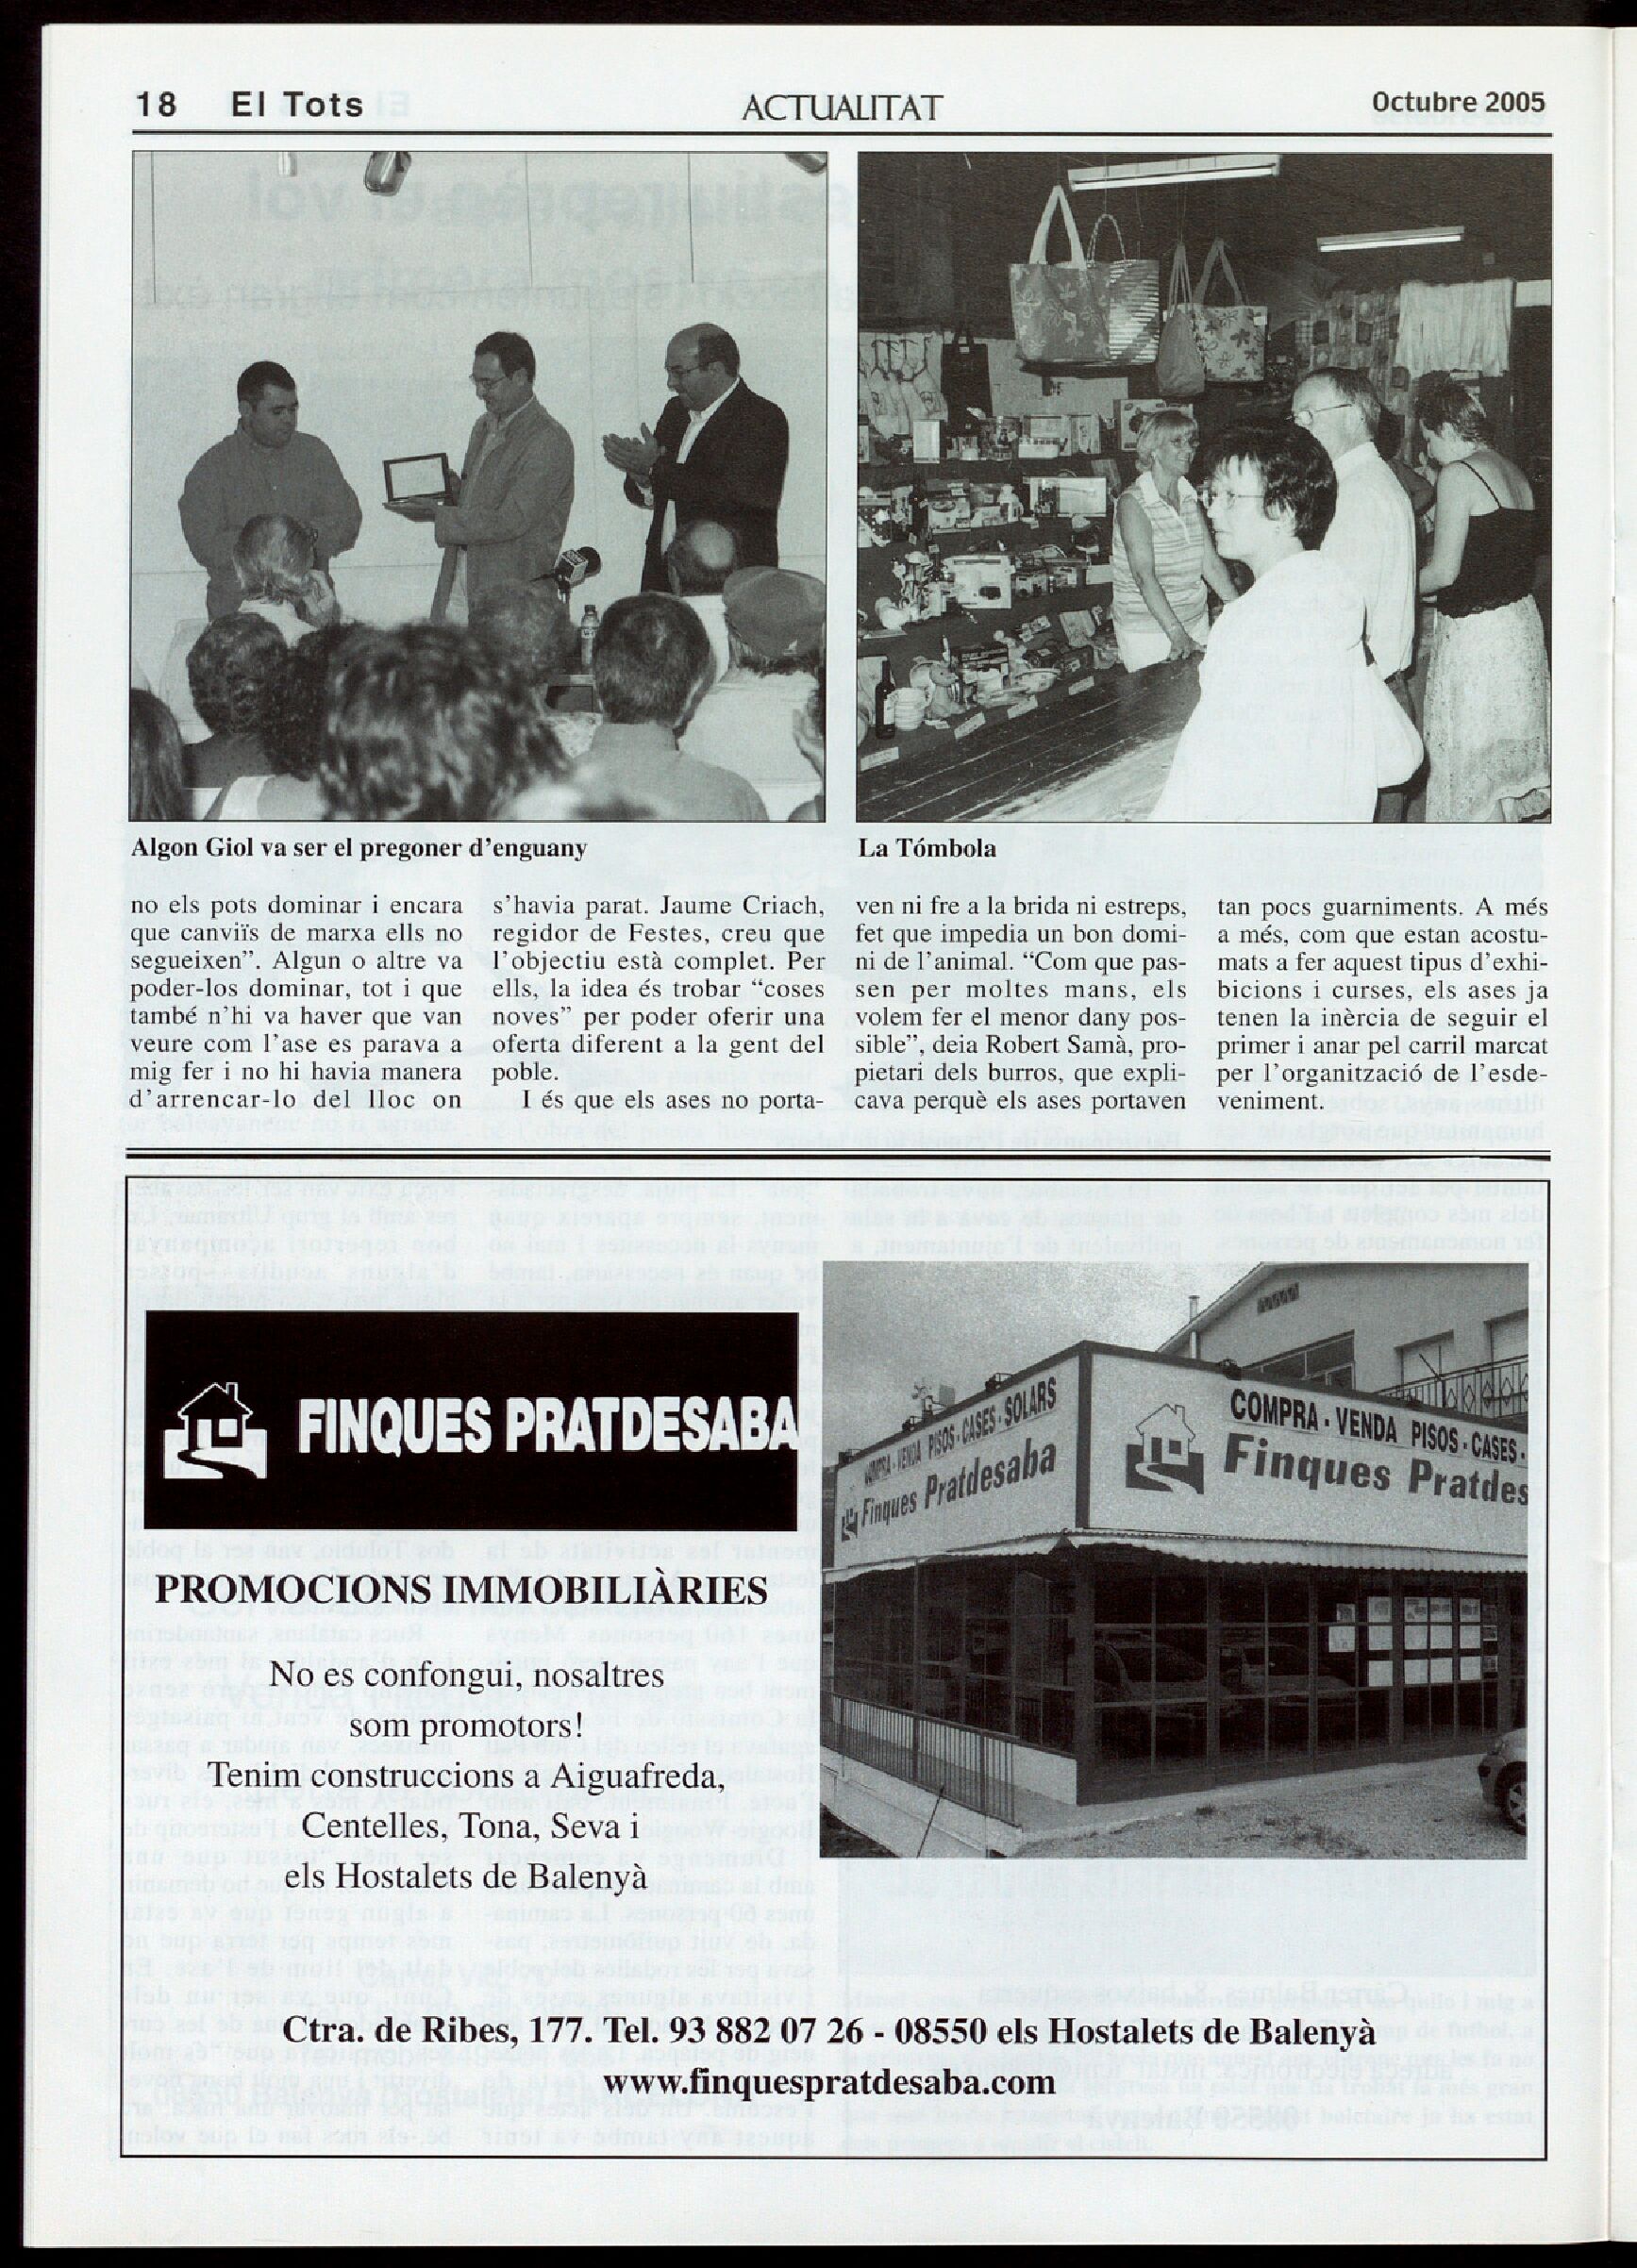 18 El Tots
ACTUALITAT
Octubre 2005
Algon Giol va ser el pregoner d'enguany
La Tómbola
no els pots dominar i encara
que canviïs de marxa ells no
segueixen”. Algun o altre va
poder-los dominar, tot i que
també n'hi va haver que van
veure com l'ase es parava a
mig fer i no hi havia manera
d'arrencar-lo del lloc on
s'havia parat. Jaume Criach,
regidor de Festes, creu que
l'objectiu està complet. Per
ells, la idea és trobar “coses
noves” per poder oferir una
oferta diferent a la gent del
poble.
I és que els ases no porta-
ven ni fre a la brida ni estreps,
fet que impedia un bon domi-
ni de l'animal. “Com que pas-
sen per moltes mans, els
volem fer el menor dany pos-
sible”, deia Robert Samà, pro-
pietari dels burros, que expli-
cava perquè els ases portaven
tan pocs guarniments. A més
a més, com que estan acostu-
mats a fer aquest tipus d'exhi-
bicions i curses, els ases ja
tenen la inèrcia de seguir el
primer i anar pel carril marcat
per l'organització de l'esde-
veniment.
FINQUES PRATDESABA
PROMOCIONS IMMOBILIÀRIES
No es confongui, nosaltres
som promotors!
Tenim construccions a Aiguafreda,
Centelles, Tona, Seva i
els Hostalets de Balenyà
COMPRA - VENDA PISOS - CASES - SOLARS
Finques Pratdesaba
COMPRA - VENDA PISOS - CASES -
Finques Pratdes
Ctra. de Ribes, 177. Tel. 93 882 07 26 - 08550 els Hostalets de Balenyà
www.finquespratdesaba.com